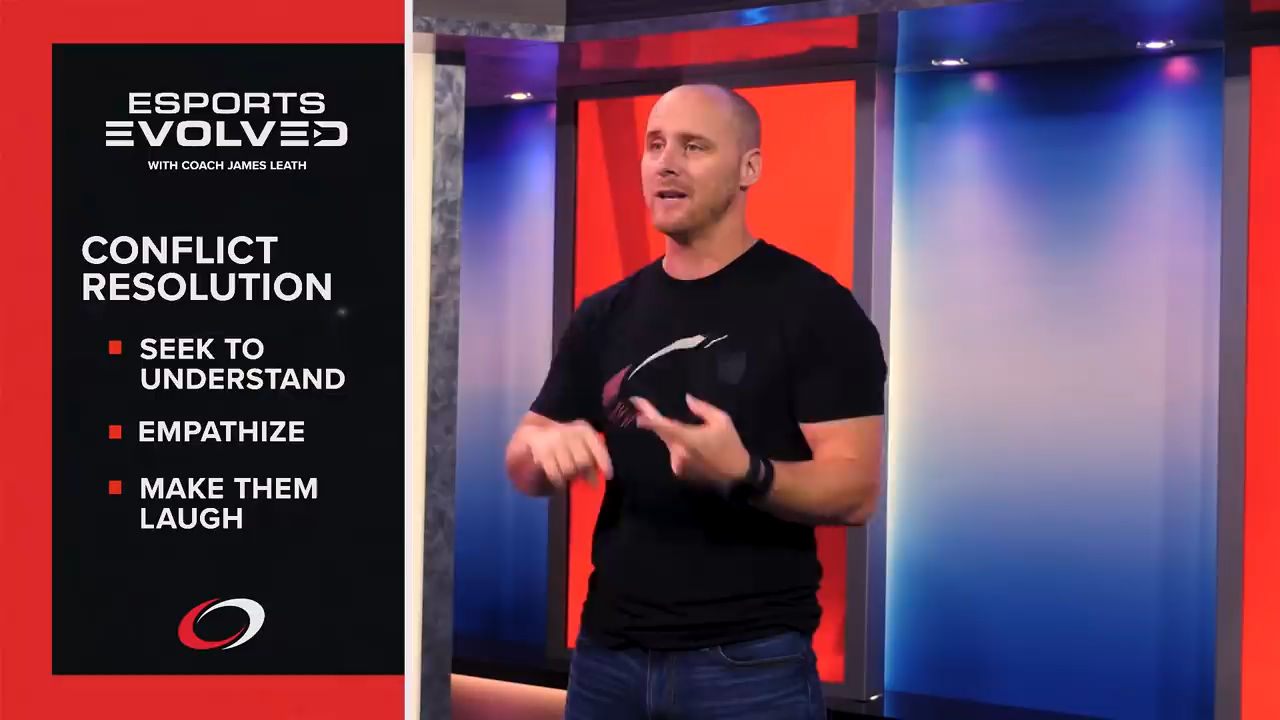 ESPORTS
EVOLVED
WITH COACH JAMES LEATH
CONFLICT
RESOLUTION
SEEK TO
UNDERSTAND
EMPATHIZE
MAKE THEM
LAUGH